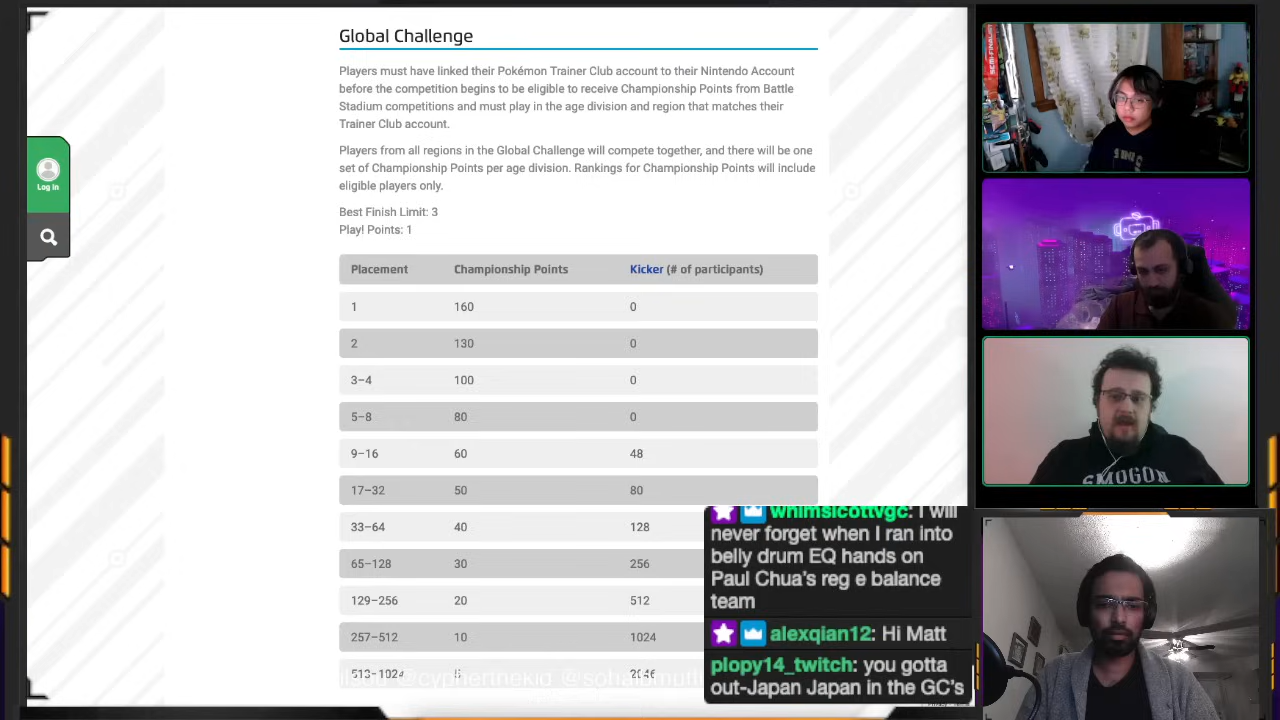 Global Challenge
Players must have linked their Pokémon Trainer Club account to their Nintendo Account
before the competition begins to be eligible to receive Championship Points from Battle
Stadium competitions and must play in the age division and region that matches their
Trainer Club account.
Players from all regions in the Global Challenge will compete together, and there will be one
set of Championship Points per age division. Rankings for Championship Points will include
eligible players only.
Best Finish Limit: 3
Play! Points: 1
Log In
Placement Championship Points Kicker (# of participants)
1 160 0
2 130 0
3–4 100 0
5–8 80 0
9–16 60 48
17–32 50 80
33–64 40 128
65–128 30 256
129–256 20 512
257–512 10 1024
513–1024
whimsicottvgc: I will
never forget when I ran into
belly drum EQ hands on
Paul Chua's reg e balance
team
alexqian12: Hi Matt
plopy14_twitch: you gotta
out-Japan Japan in the GC's
SEMI-FINALIST
SMOGON